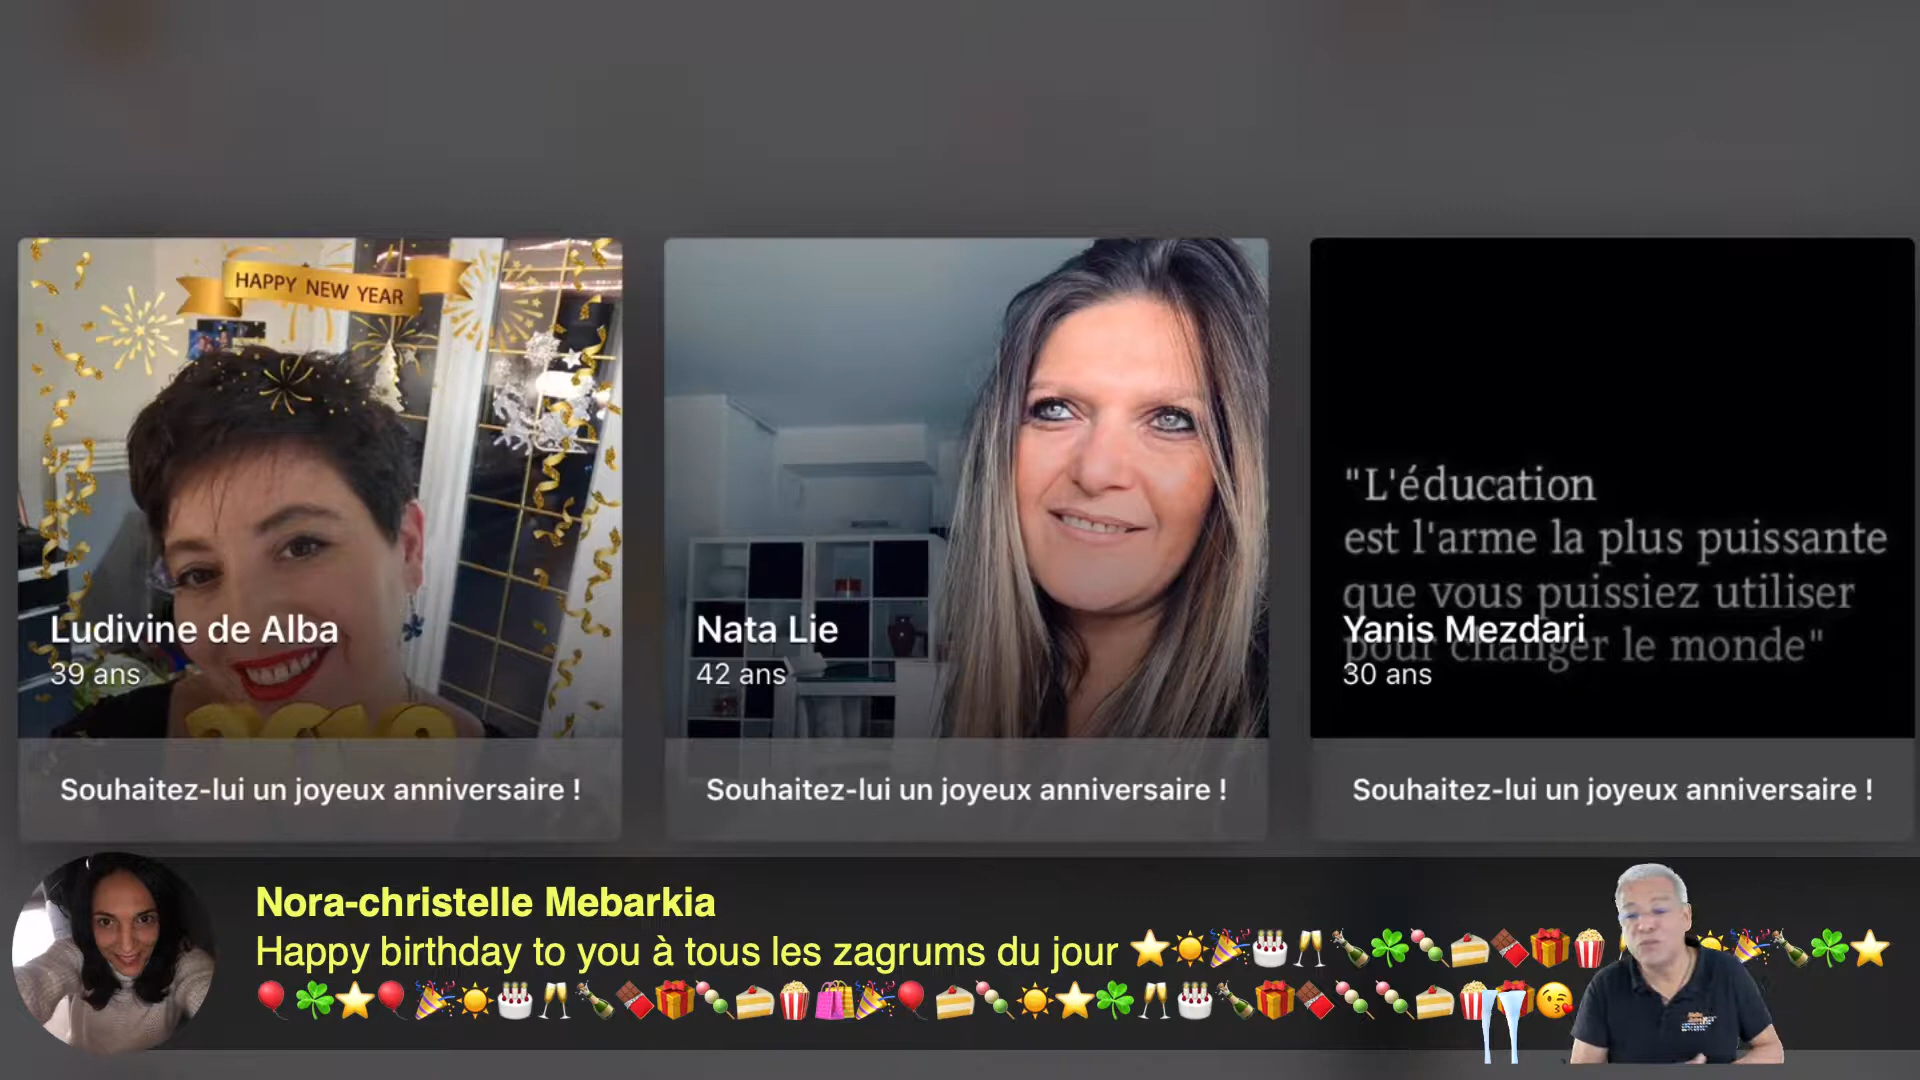 HAPPY NEW YEAR
Ludivine de Alba
39 ans
Souhaitez-lui un joyeux anniversaire !
Nata Lie
42 ans
Souhaitez-lui un joyeux anniversaire !
"L'éducation
est l'arme la plus puissante
que vous puissiez utiliser
pour changer le monde"
Yanis Mezdari
30 ans
Souhaitez-lui un joyeux anniversaire !
Nora-christelle Mebarkia
Happy birthday to you à tous les zagrums du jour